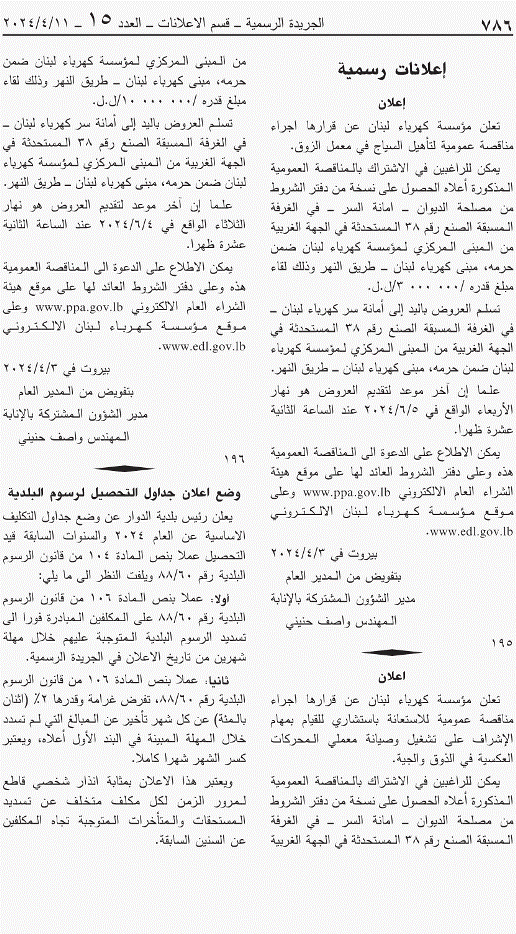 ٧٨٦
الجريدة الرسمية ــ قسم الاعلانات ــ العدد ١٥ ــ ٢٠٢٤/٤/١١
إعلانات رسمية
إعلان
تعلن مؤسسة كهرباء لبنان عن قرارها اجراء
مناقصة عمومية لتأهيل السياج في معمل الزوق.
يمكن للراغبين في الاشتراك بالمناقصة العمومية
المذكورة أعلاه الحصول على نسخة من دفتر الشروط
من مصلحة الديوان ــ امانة السر ــ في الغرفة
المسبقة الصنع رقم ٣٨ المستحدثة في الجهة الغربية
من المبنى المركزي لمؤسسة كهرباء لبنان ضمن
حرمه، مبنى كهرباء لبنان ــ طريق النهر وذلك لقاء
مبلغ قدره /٠٠٠ ٠٠٠ ٣/ل.ل.
تسلم العروض باليد إلى أمانة سر كهرباء لبنان ــ
في الغرفة المسبقة الصنع رقم ٣٨ المستحدثة في
الجهة الغربية من المبنى المركزي لمؤسسة كهرباء
لبنان ضمن حرمه، مبنى كهرباء لبنان ــ طريق النهر.
علما إن آخر موعد لتقديم العروض هو نهار
الأربعاء الواقع في ٢٠٢٤/٦/٥ عند الساعة الثانية
عشرة ظهرا.
يمكن الاطلاع على الدعوة الى المناقصة العمومية
هذه وعلى دفتر الشروط العائد لها على موقع هيئة
الشراء العام الالكتروني www.ppa.gov.lb وعلى
موقع مؤسسة كهرباء لبنان الالكتروني
www.edl.gov.lb.
بيروت في ٢٠٢٤/٤/٣
بتفويض من المدير العام
مدير الشؤون المشتركة بالإنابة
المهندس واصف حنيني
١٩٥
اعلان
تعلن مؤسسة كهرباء لبنان عن قرارها اجراء
مناقصة عمومية للاستعانة باستشاري للقيام بمهام
الإشراف على تشغيل وصيانة معملي المحركات
العكسية في الذوق والجية.
يمكن للراغبين في الاشتراك بالمناقصة العمومية
المذكورة أعلاه الحصول على نسخة من دفتر الشروط
من مصلحة الديوان ــ امانة السر ــ في الغرفة
المسبقة الصنع رقم ٣٨ المستحدثة في الجهة الغربية
من المبنى المركزي لمؤسسة كهرباء لبنان ضمن
حرمه، مبنى كهرباء لبنان ــ طريق النهر وذلك لقاء
مبلغ قدره /٠٠٠ ٠٠٠ ١٠/ل.ل.
تسلم العروض باليد إلى أمانة سر كهرباء لبنان ــ
في الغرفة المسبقة الصنع رقم ٣٨ المستحدثة في
الجهة الغربية من المبنى المركزي لمؤسسة كهرباء
لبنان ضمن حرمه، مبنى كهرباء لبنان ــ طريق النهر.
علما إن آخر موعد لتقديم العروض هو نهار
الثلاثاء الواقع في ٢٠٢٤/٦/٤ عند الساعة الثانية
عشرة ظهرا.
يمكن الاطلاع على الدعوة الى المناقصة العمومية
هذه وعلى دفتر الشروط العائد لها على موقع هيئة
الشراء العام الالكتروني www.ppa.gov.lb وعلى
موقع مؤسسة كهرباء لبنان الالكتروني
www.edl.gov.lb.
بيروت في ٢٠٢٤/٤/٣
بتفويض من المدير العام
مدير الشؤون المشتركة بالإنابة
المهندس واصف حنيني
١٩٦
وضع اعلان جداول التحصيل لرسوم البلدية
يعلن رئيس بلدية الدوار عن وضع جداول التكليف
الاساسية عن العام ٢٠٢٤ والسنوات السابقة قيد
التحصيل عملا بنص المادة ١٠٤ من قانون الرسوم
البلدية رقم ٨٨/٦٠ ويلفت النظر الى ما يلي:
أولا: عملا بنص المادة ١٠٦ من قانون الرسوم
البلدية رقم ٨٨/٦٠ على المكلفين المبادرة فورا الى
تسديد الرسوم البلدية المتوجبة عليهم خلال مهلة
شهرين من تاريخ الاعلان في الجريدة الرسمية.
ثانيا: عملا بنص المادة ١٠٦ من قانون الرسوم
البلدية رقم ٨٨/٦٠، تفرض غرامة وقدرها ٢٪ (اثنان
بالمئة) عن كل شهر تأخير عن المبالغ التي لم تسدد
خلال المهلة المبينة في البند الأول أعلاه، ويعتبر
كسر الشهر شهرا كاملا.
ويعتبر هذا الاعلان بمثابة انذار شخصي قاطع
لمرور الزمن لكل مكلف متخلف عن تسديد
المستحقات والمتأخرات المتوجبة تجاه المكلفين
عن السنين السابقة.